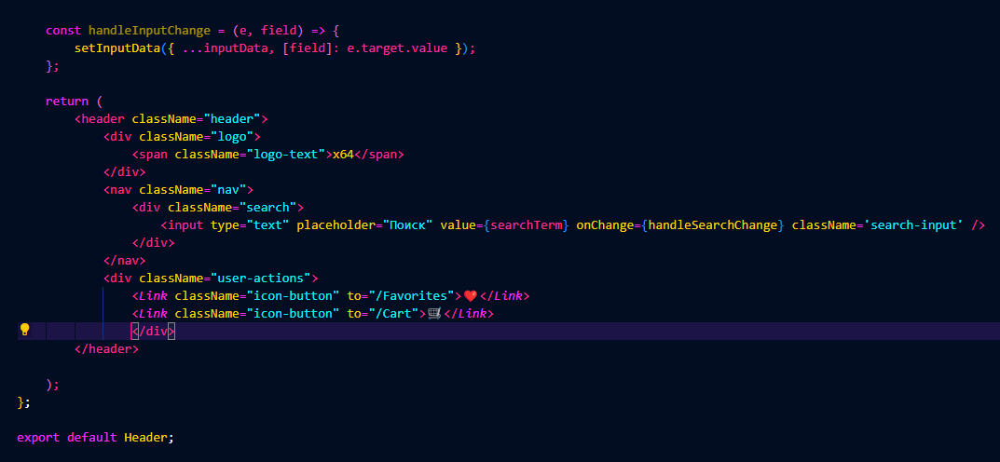 const handleInputChange = (e, field) => {
setInputData({ ...inputData, [field]: e.target.value });
};
return (
<header className="header">
<div className="logo">
<span className="logo-text">x64</span>
</div>
<nav className="nav">
<div className="search">
<input type="text" placeholder="Поиск" value={searchTerm} onChange={handleSearchChange} className='search-input' />
</div>
</nav>
<div className="user-actions">
<Link className="icon-button" to="/Favorites">❤️</Link>
<Link className="icon-button" to="/Cart">🛒</Link>
</div>
</header>
);
};
export default Header;